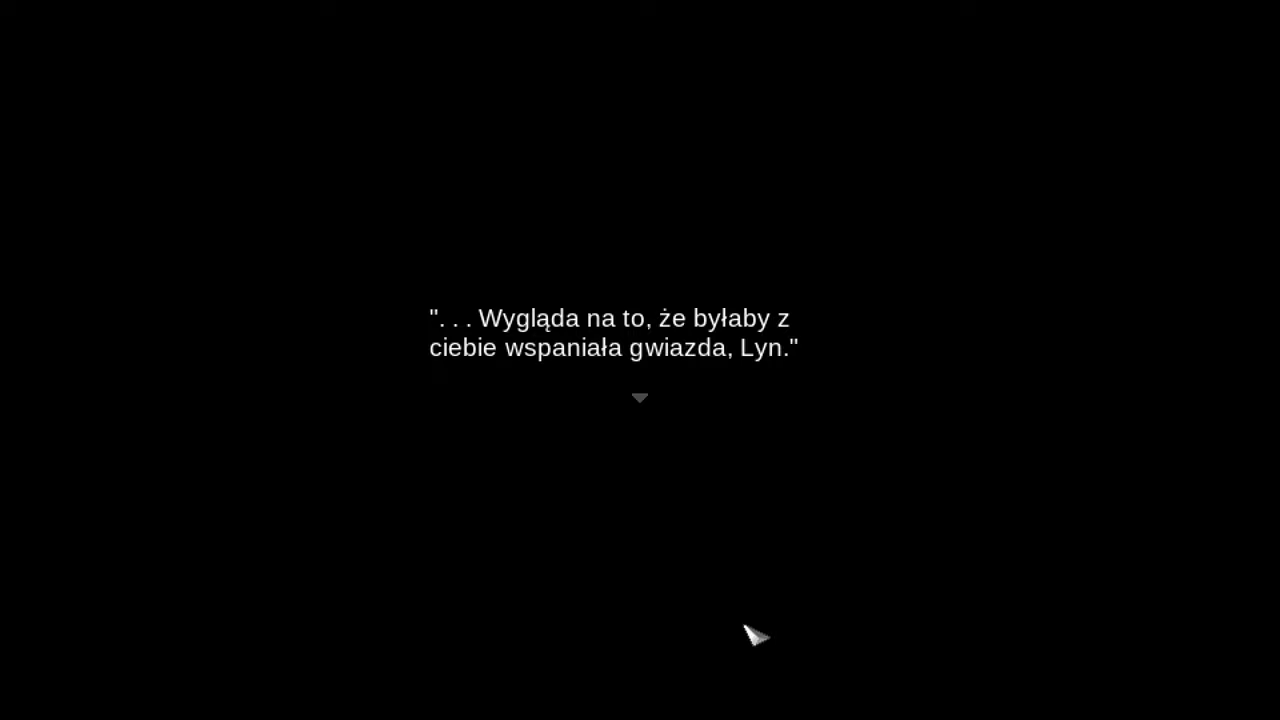 ". . . Wygląda na to, że byłaby z
ciebie wspaniała gwiazda, Lyn."